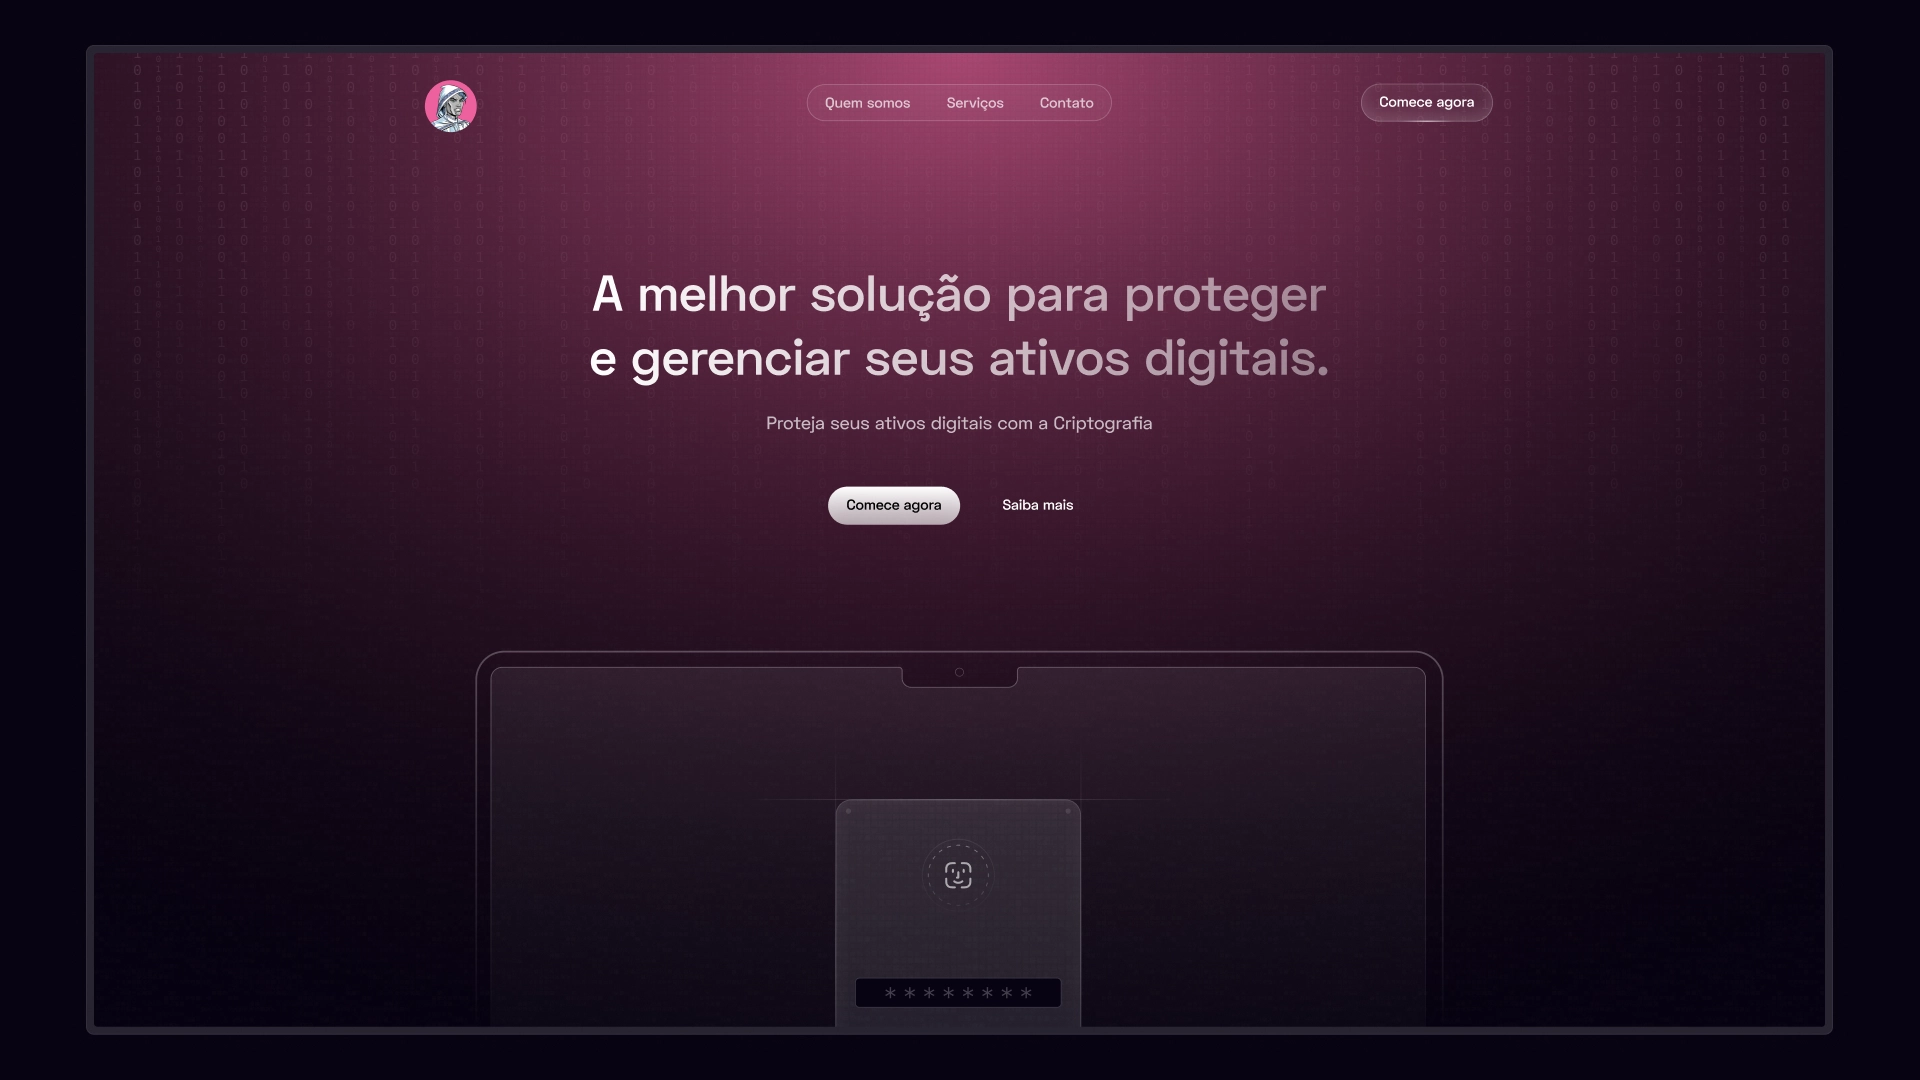 Quem somos Serviços Contato
Comece agora
A melhor solução para proteger
e gerenciar seus ativos digitais.
Proteja seus ativos digitais com a Criptografia
Comece agora Saiba mais
********